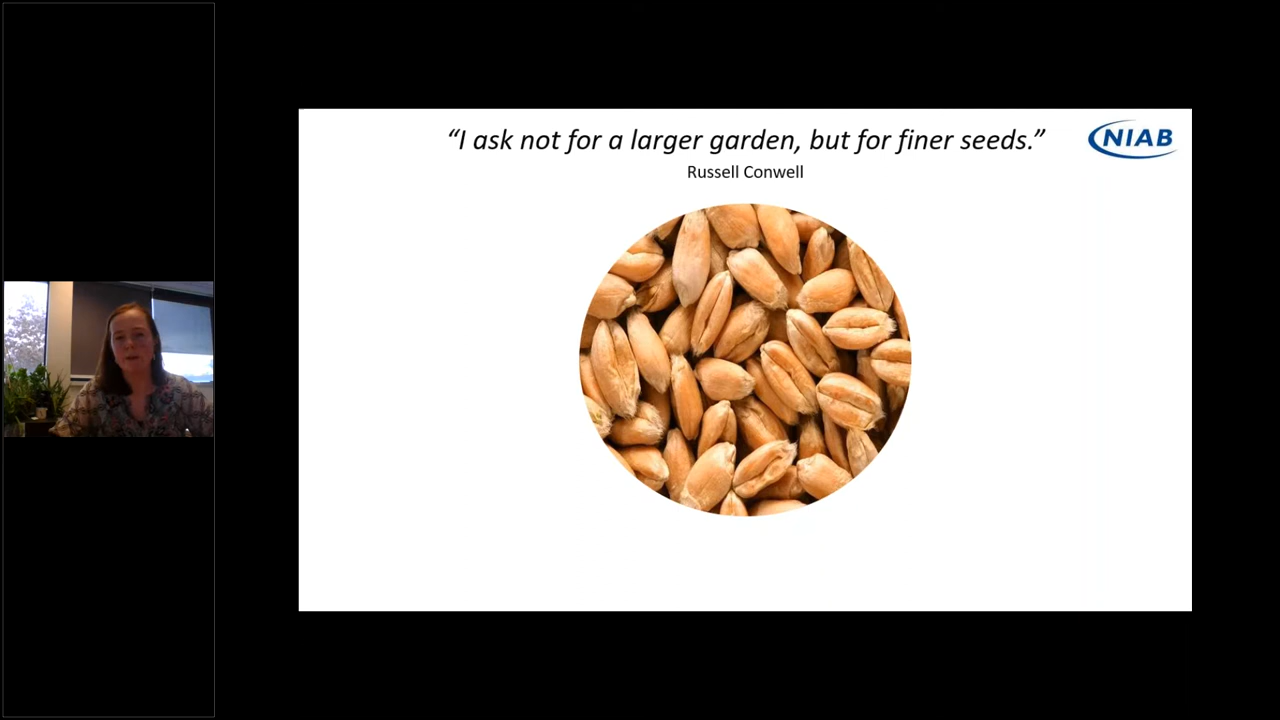 “I ask not for a larger garden, but for finer seeds.”
Russell Conwell
NIAB